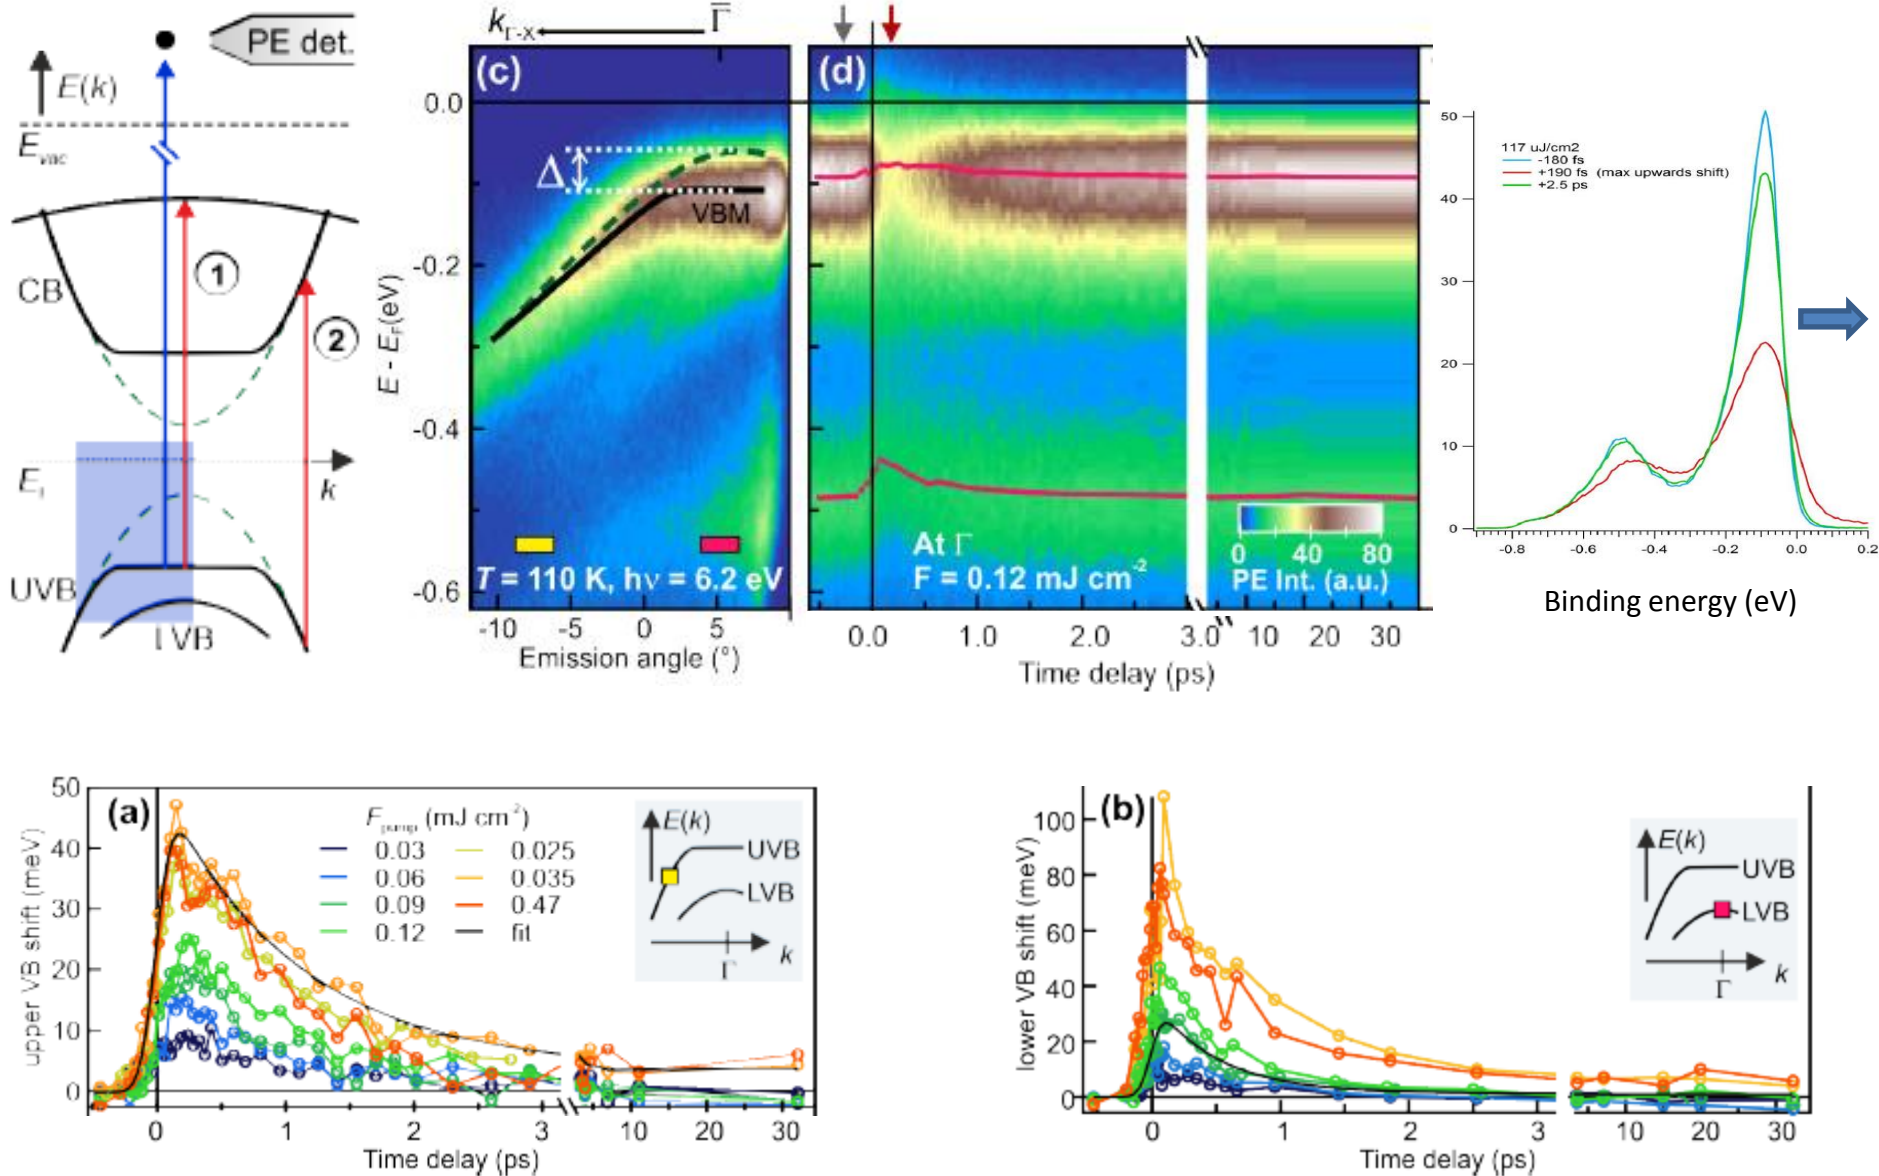 PE det.
E(k)
Evac
CB
1
2
k
UVB
LVB
kΓ-X
Γ̅
(c)
Δ
VBM
T = 110 K, hν = 6.2 eV
E - EF(eV)
0.0
-0.2
-0.4
-0.6
-10
-5
0
5
Emission angle (°)
(d)
At Γ
F = 0.12 mJ cm-2
0 40 80
PE Int. (a.u.)
0.0 1.0 2.0 3.0 10 20 30
Time delay (ps)
117 uJ/cm2
-180 fs
+190 fs (max upwards shift)
+2.5 ps
50
40
30
20
10
0
-0.8 -0.6 -0.4 -0.2 0.0 0.2
Binding energy (eV)
(a)
upper VB shift (meV)
50
40
30
20
10
0
Fpump (mJ cm-2)
0.03 0.025
0.06 0.035
0.09 0.47
0.12 fit
E(k)
UVB
LVB
Γ
k
0 1 2 3 10 20 30
Time delay (ps)
(b)
lower VB shift (meV)
100
80
60
40
20
0
E(k)
UVB
LVB
Γ
k
0 1 2 3 10 20 30
Time delay (ps)